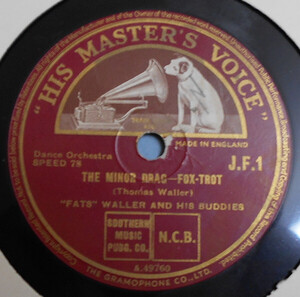 "HIS MASTER'S VOICE"
MADE IN ENGLAND
Dance Orchestra
SPEED 78
J.F.1
THE MINOR DRAG—FOX-TROT
(Thomas Waller)
"FATS" WALLER AND HIS BUDDIES
SOUTHERN
MUSIC
PUBG. CO.
N.C.B.
A.49760
THE GRAMOPHONE CO., LTD.